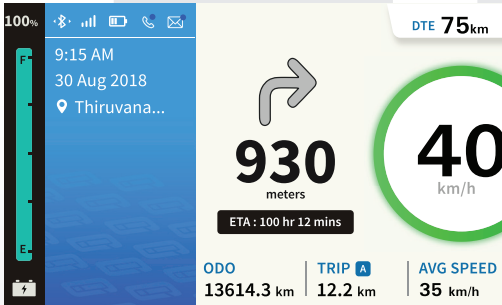 100%
F
E
9:15 AM
30 Aug 2018
Thiruvana...
930
meters
ETA : 100 hr 12 mins
DTE 75km
40
km/h
ODO
13614.3 km
TRIP A
12.2 km
AVG SPEED
35 km/h